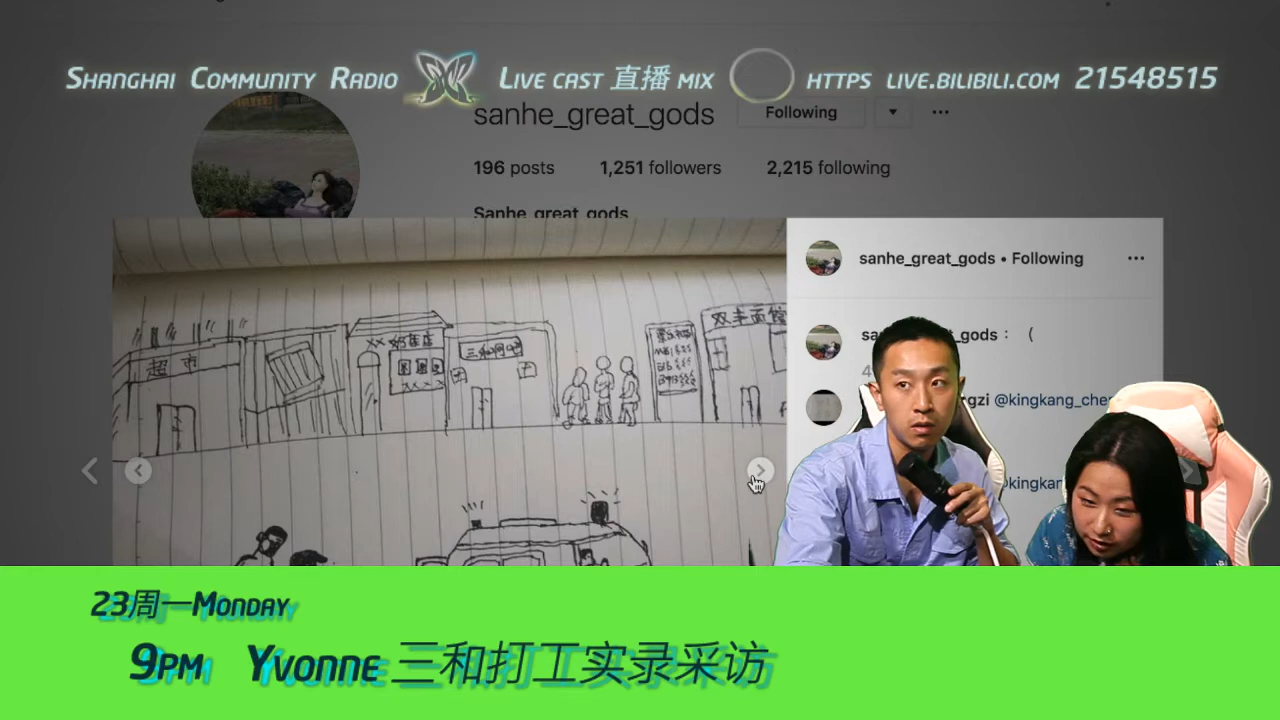 SHANGHAI COMMUNITY RADIO LIVE CAST 直播 MIX HTTPS LIVE.BILIBILI.COM 21548515
sanhe_great_gods Following
196 posts 1,251 followers 2,215 following
Sanhe_great_gods
sanhe_great_gods • Following
超市
三和网吧
双丰面馆
@kingkang_cher
23周一MONDAY
9PM YVONNE 三和打工实录采访